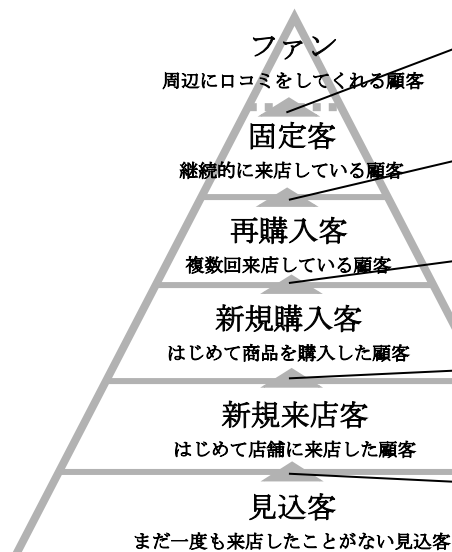 ファン
周辺に口コミをしてくれる顧客
固定客
継続的に来店している顧客
再購入客
複数回来店している顧客
新規購入客
はじめて商品を購入した顧客
新規来店客
はじめて店舗に来店した顧客
見込客
まだ一度も来店したことがない見込客